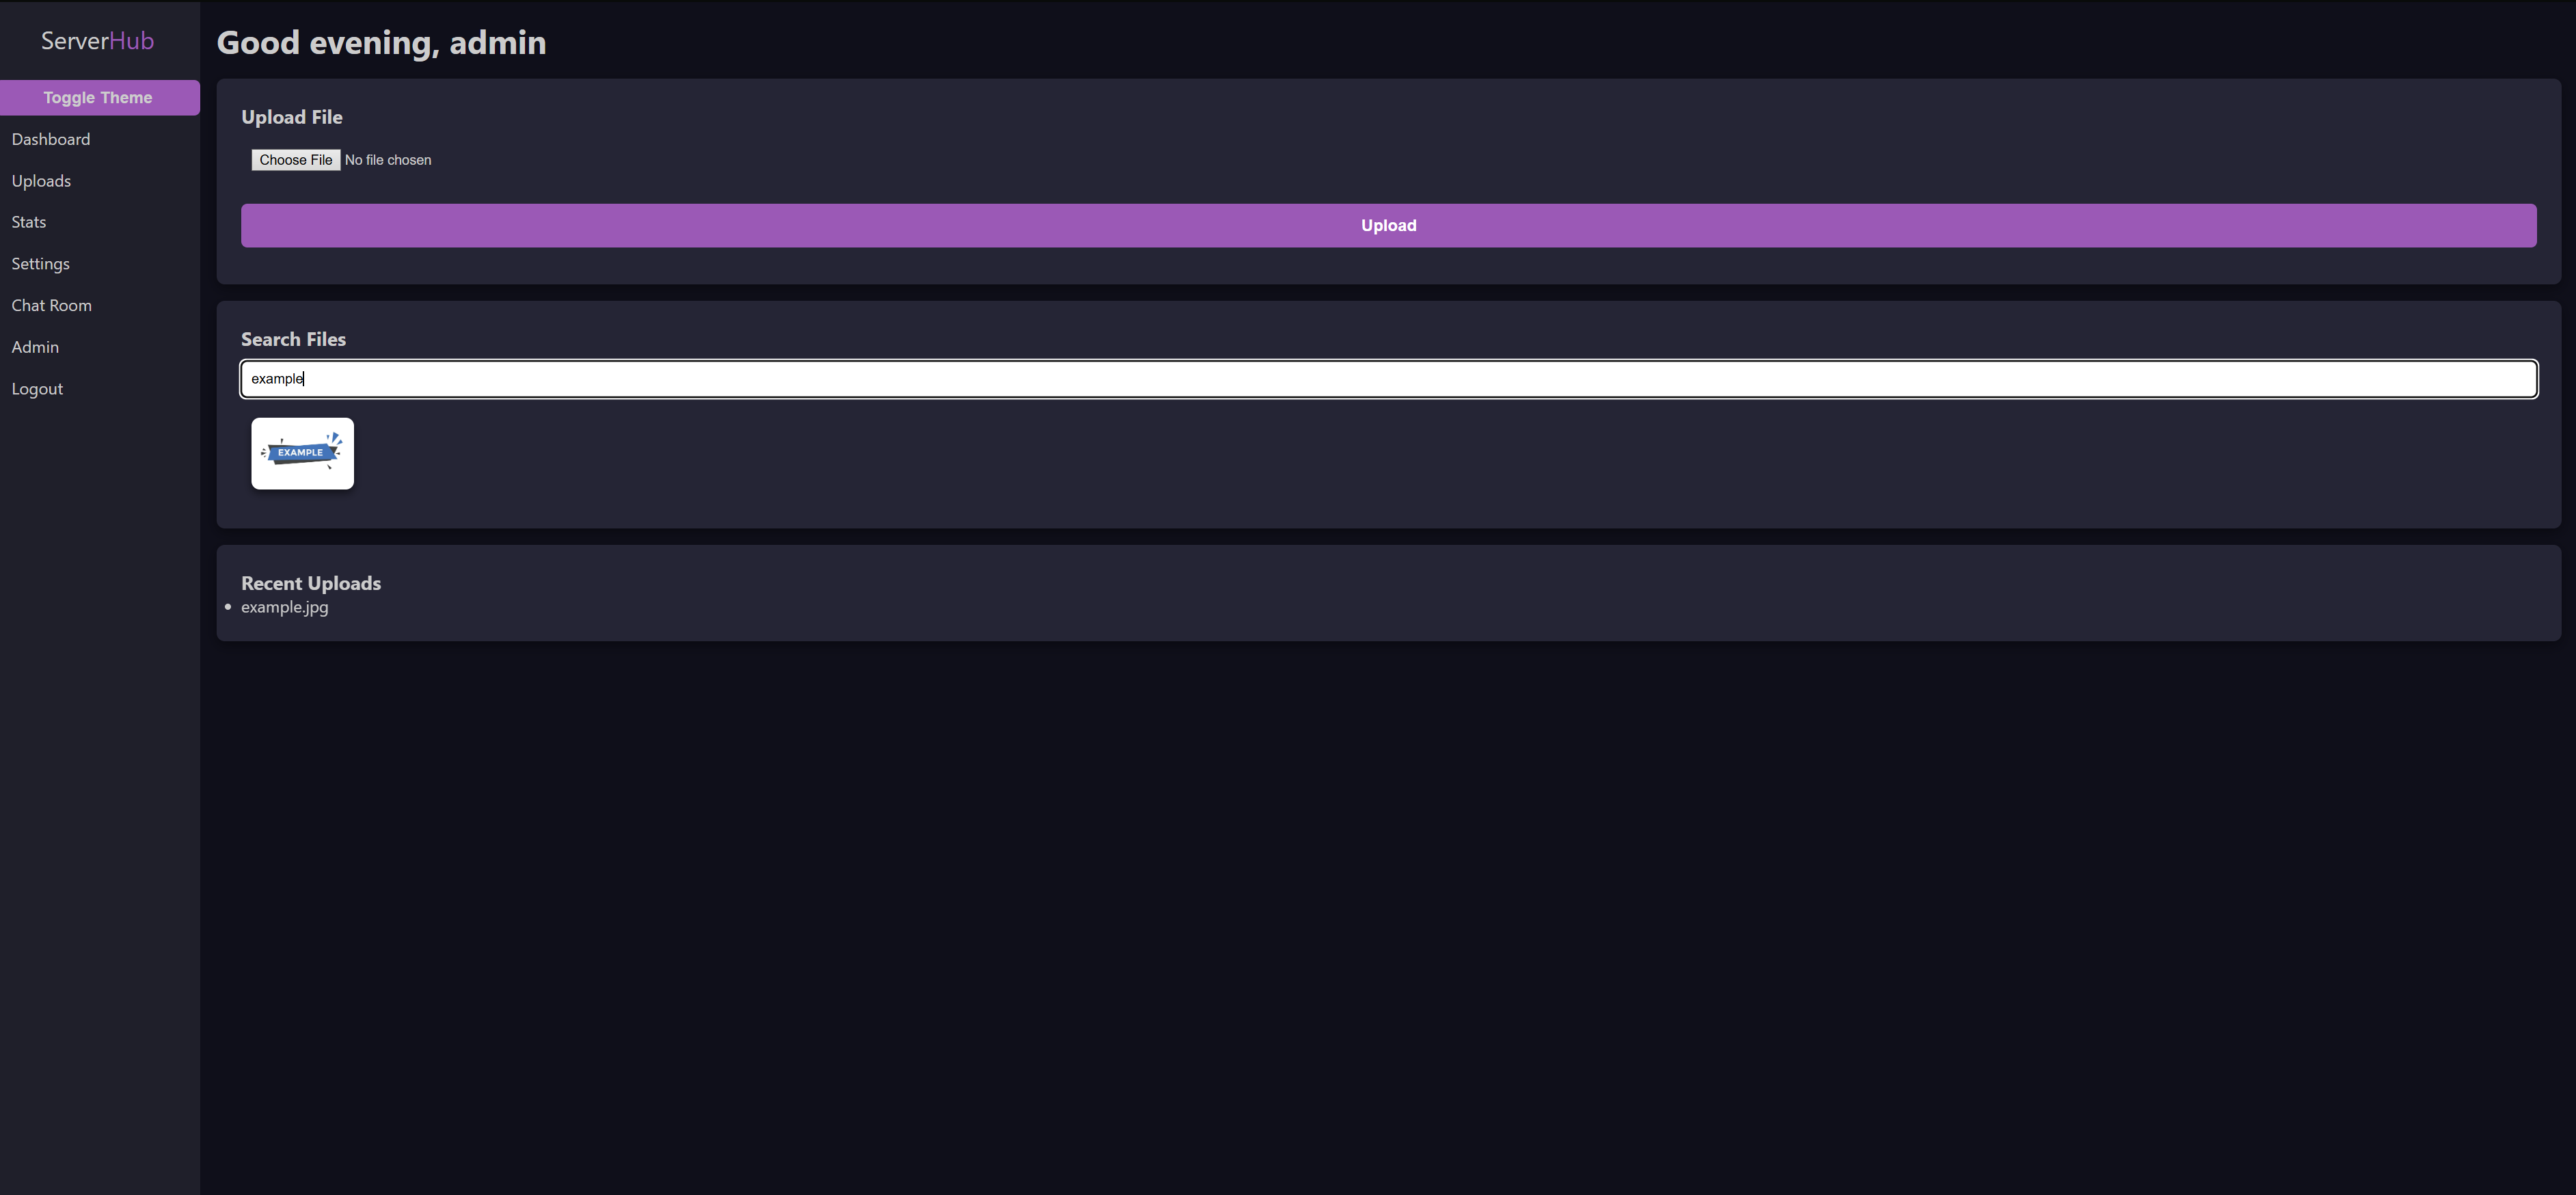 ServerHub
Toggle Theme
Dashboard
Uploads
Stats
Settings
Chat Room
Admin
Logout
Good evening, admin
Upload File
Choose File No file chosen
Upload
Search Files
example
EXAMPLE
Recent Uploads
example.jpg